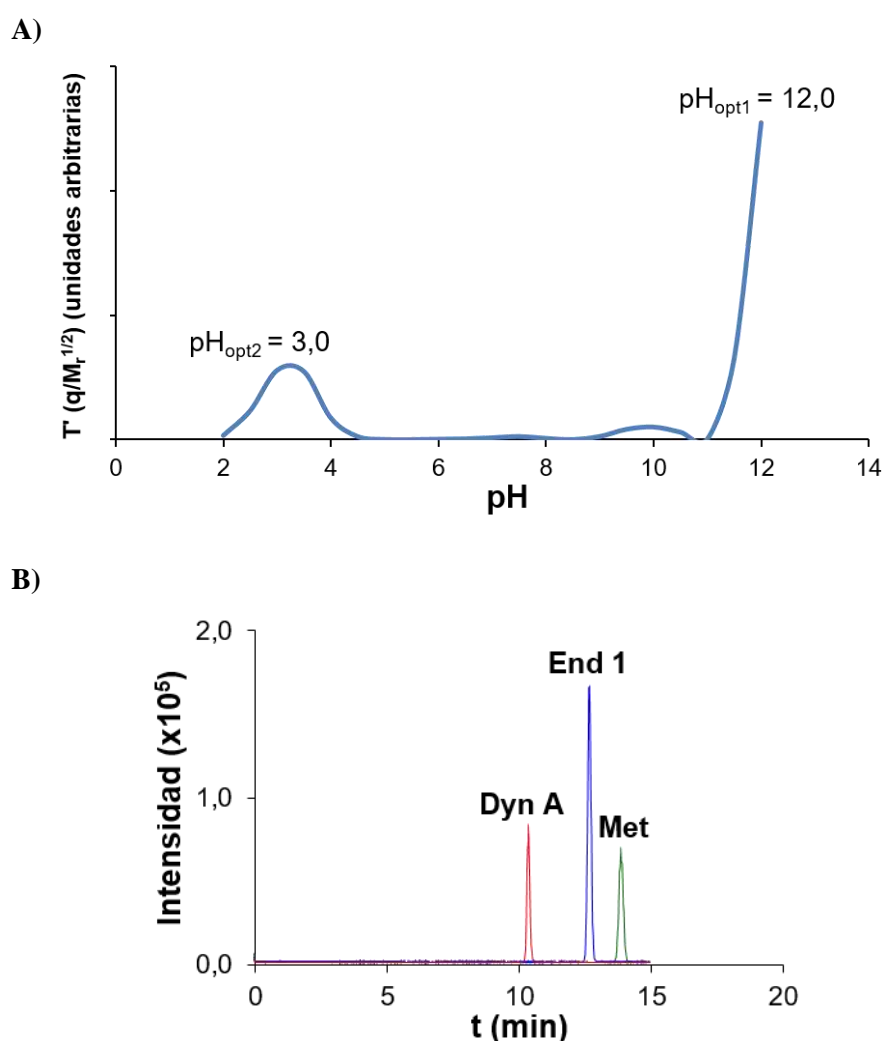 A)
T' (q/Mr1/2) (unidades arbitrarias)
pHopt1 = 12,0
pHopt2 = 3,0
0 2 4 6 8 10 12 14
pH
B)
Intensidad (x10⁵)
2,0
1,0
0,0
End 1
Dyn A
Met
0 5 10 15 20
t (min)